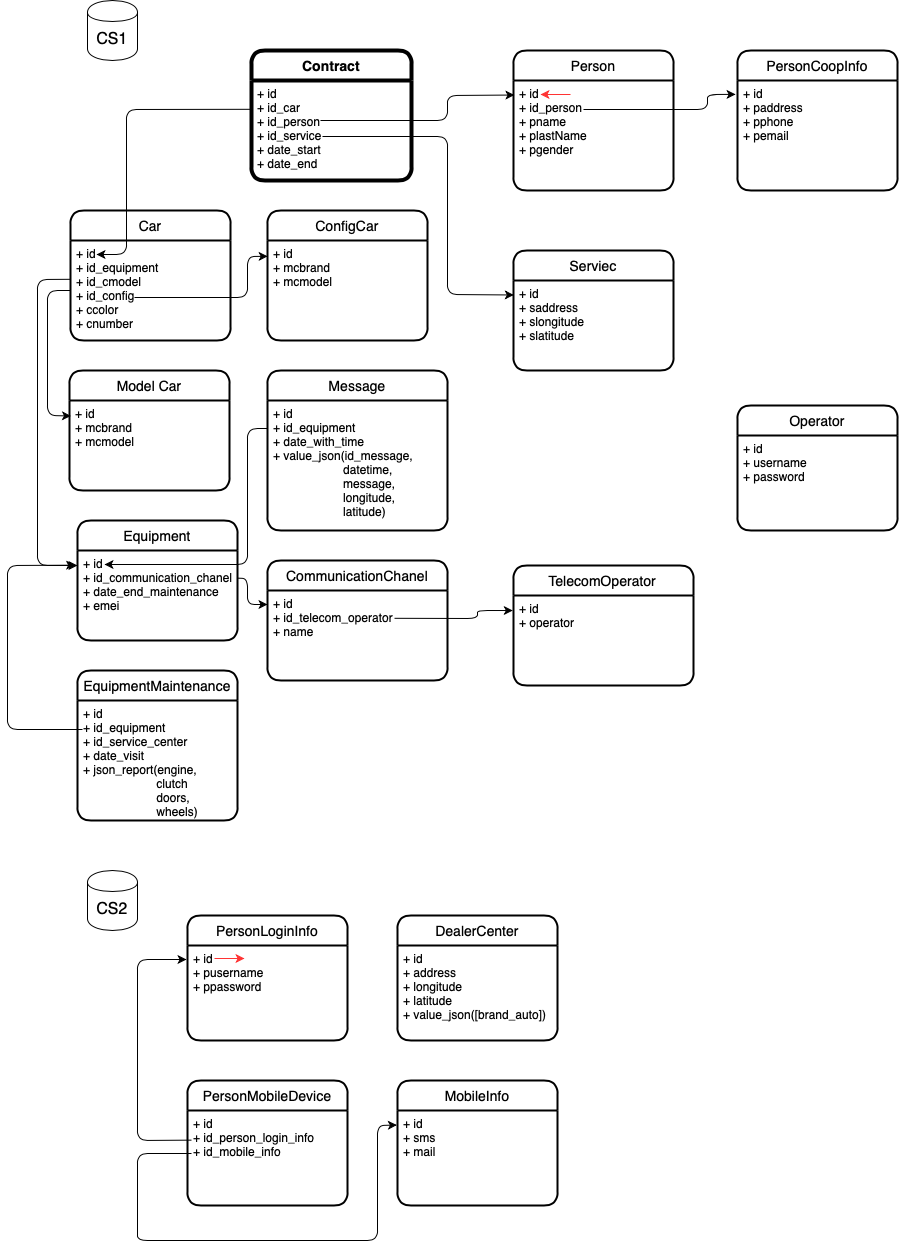 CS1
Contract
+ id
+ id_car
+ id_person
+ id_service
+ date_start
+ date_end
Person
+ id
+ id_person
+ pname
+ plastName
+ pgender
PersonCoopInfo
+ id
+ paddress
+ pphone
+ pemail
Car
+ id
+ id_equipment
+ id_cmodel
+ id_config
+ ccolor
+ cnumber
ConfigCar
+ id
+ mcbrand
+ mcmodel
Serviec
+ id
+ saddress
+ slongitude
+ slatitude
Model Car
+ id
+ mcbrand
+ mcmodel
Message
+ id
+ id_equipment
+ date_with_time
+ value_json(id_message,
datetime,
message,
longitude,
latitude)
Operator
+ id
+ username
+ password
Equipment
+ id
+ id_communication_chanel
+ date_end_maintenance
+ emei
CommunicationChanel
+ id
+ id_telecom_operator
+ name
TelecomOperator
+ id
+ operator
EquipmentMaintenance
+ id
+ id_equipment
+ id_service_center
+ date_visit
+ json_report(engine,
clutch
doors,
wheels)
CS2
PersonLoginInfo
+ id
+ pusername
+ ppassword
DealerCenter
+ id
+ address
+ longitude
+ latitude
+ value_json([brand_auto])
PersonMobileDevice
+ id
+ id_person_login_info
+ id_mobile_info
MobileInfo
+ id
+ sms
+ mail